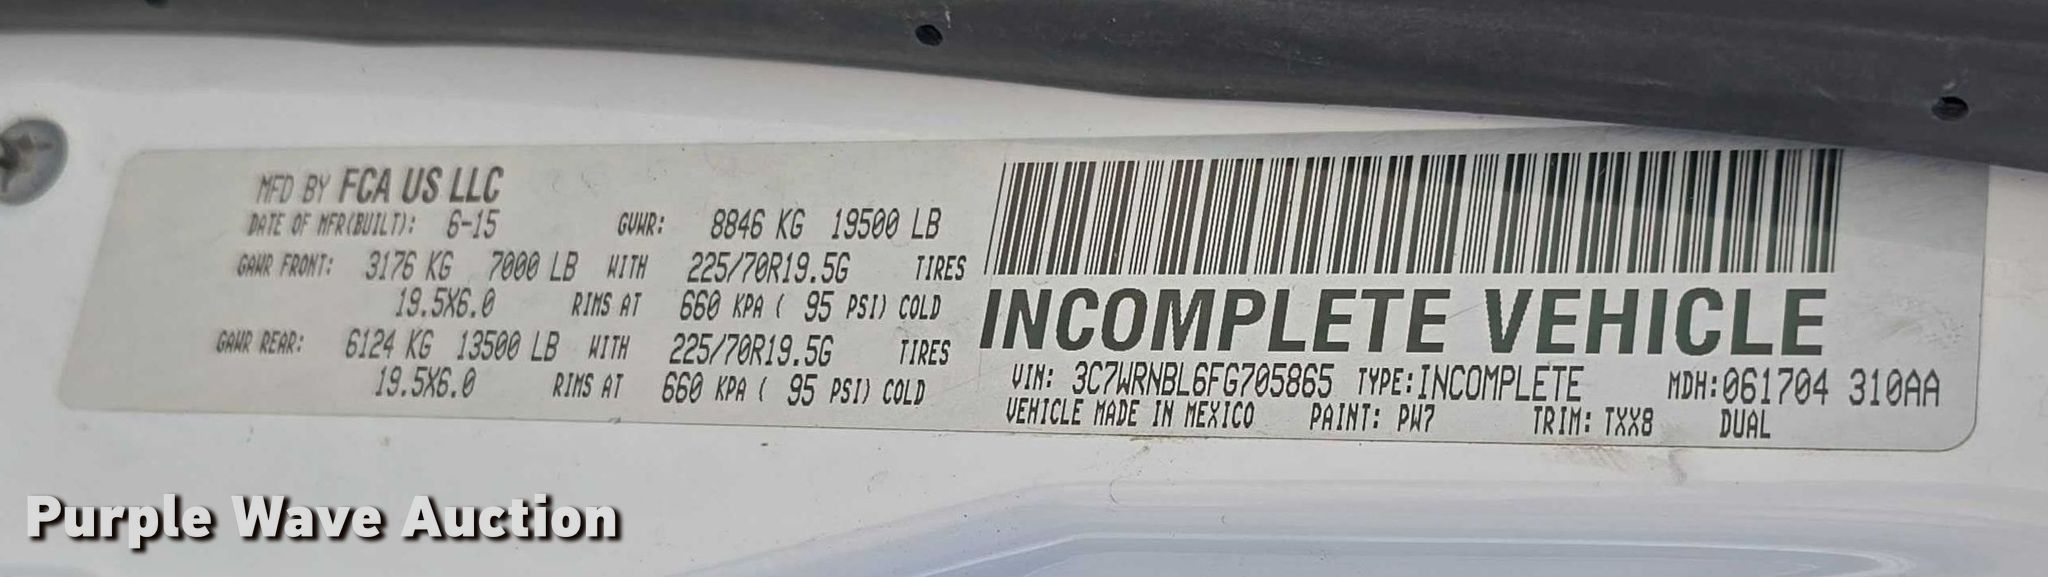 MFD BY FCA US LLC
DATE OF MFR(BUILT): 6-15 GVWR: 8846 KG 19500 LB
GAWR FRONT: 3176 KG 7000 LB WITH 225/70R19.5G TIRES
19.5X6.0 RIMS AT 660 KPA ( 95 PSI) COLD
GAWR REAR: 6124 KG 13500 LB WITH 225/70R19.5G TIRES
19.5X6.0 RIMS AT 660 KPA ( 95 PSI) COLD
INCOMPLETE VEHICLE
VIN: 3C7WRNBL6FG705865 TYPE:INCOMPLETE MDH:061704 310AA
VEHICLE MADE IN MEXICO PAINT: PW7 TRIM: TXX8 DUAL
Purple Wave Auction